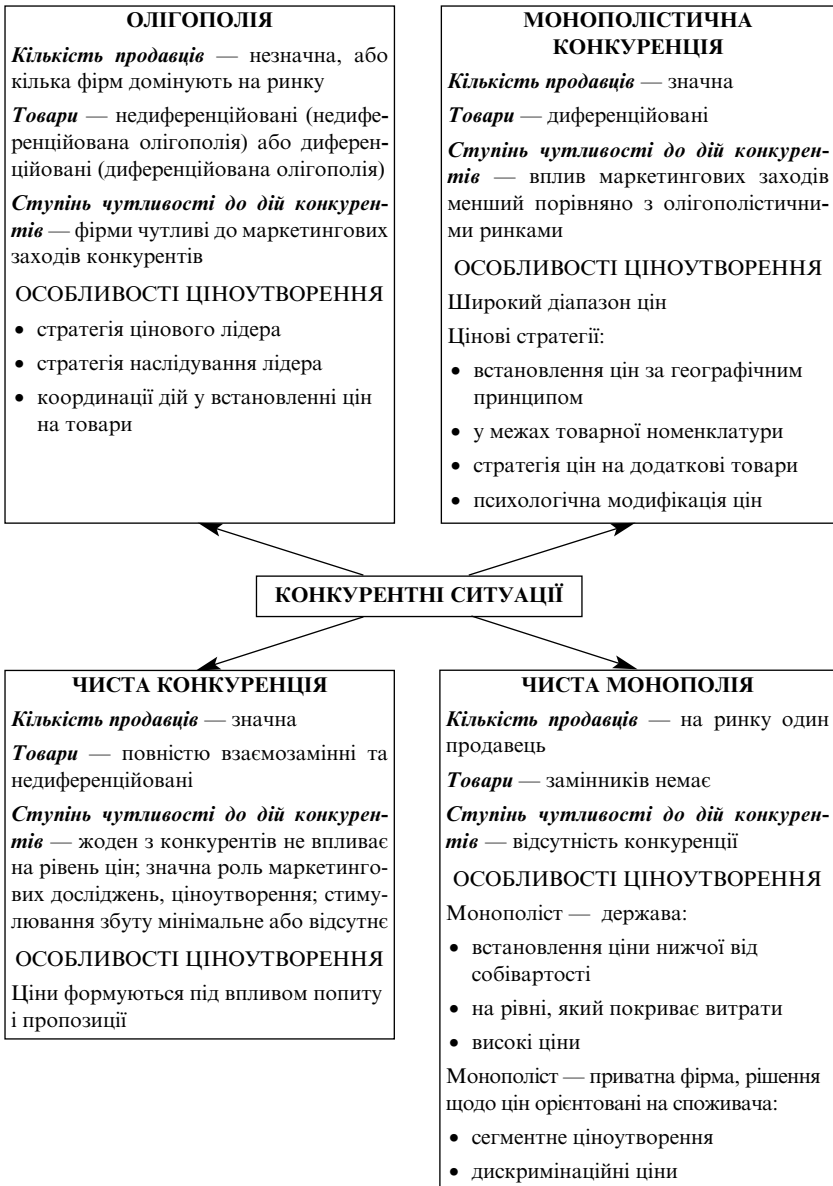 ОЛІГОПОЛІЯ
Кількість продавців — незначна, або
кілька фірм домінують на ринку
Товари — недиференційовані (недифе-
ренційована олігополія) або диферен-
ційовані (диференційована олігополія)
Ступінь чутливості до дій конкурен-
тів — фірми чутливі до маркетингових
заходів конкурентів
ОСОБЛИВОСТІ ЦІНОУТВОРЕННЯ
• стратегія цінового лідера
• стратегія наслідування лідера
• координації дій у встановленні цін
на товари
МОНОПОЛІСТИЧНА
КОНКУРЕНЦІЯ
Кількість продавців — значна
Товари — диференційовані
Ступінь чутливості до дій конкурен-
тів — вплив маркетингових заходів
менший порівняно з олігополістични-
ми ринками
ОСОБЛИВОСТІ ЦІНОУТВОРЕННЯ
Широкий діапазон цін
Цінові стратегії:
• встановлення цін за географічним
принципом
• у межах товарної номенклатури
• стратегія цін на додаткові товари
• психологічна модифікація цін
КОНКУРЕНТНІ СИТУАЦІЇ
ЧИСТА КОНКУРЕНЦІЯ
Кількість продавців — значна
Товари — повністю взаємозамінні та
недиференційовані
Ступінь чутливості до дій конкурен-
тів — жоден з конкурентів не впливає
на рівень цін; значна роль маркетинго-
вих досліджень, ціноутворення; стиму-
лювання збуту мінімальне або відсутнє
ОСОБЛИВОСТІ ЦІНОУТВОРЕННЯ
Ціни формуються під впливом попиту
і пропозиції
ЧИСТА МОНОПОЛІЯ
Кількість продавців — на ринку один
продавець
Товари — замінників немає
Ступінь чутливості до дій конкурен-
тів — відсутність конкуренції
ОСОБЛИВОСТІ ЦІНОУТВОРЕННЯ
Монополіст — держава:
• встановлення ціни нижчої від
собівартості
• на рівні, який покриває витрати
• високі ціни
Монополіст — приватна фірма, рішення
щодо цін орієнтовані на споживача:
• сегментне ціноутворення
• дискримінаційні ціни